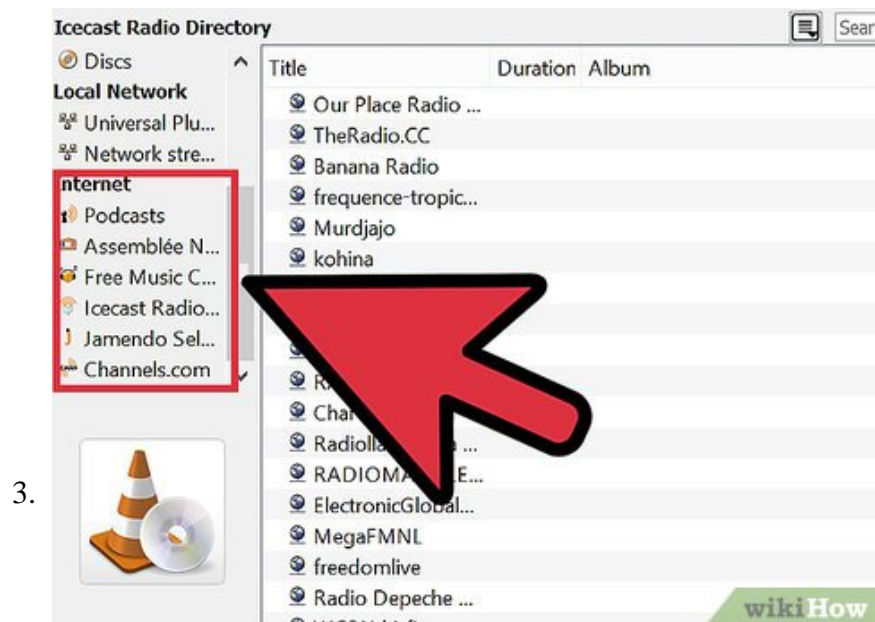 Icecast Radio Directory
Sear
Discs
Local Network
Universal Plu...
Network stre...
Internet
Podcasts
Assemblée N...
Free Music C...
Icecast Radio...
Jamendo Sel...
Channels.com
Title Duration Album
Our Place Radio ...
TheRadio.CC
Banana Radio
frequence-tropic...
Murdjajo
kohina
ElectronicGlobal...
MegaFMNL
freedomlive
Radio Depeche ...
3.
wikiHow